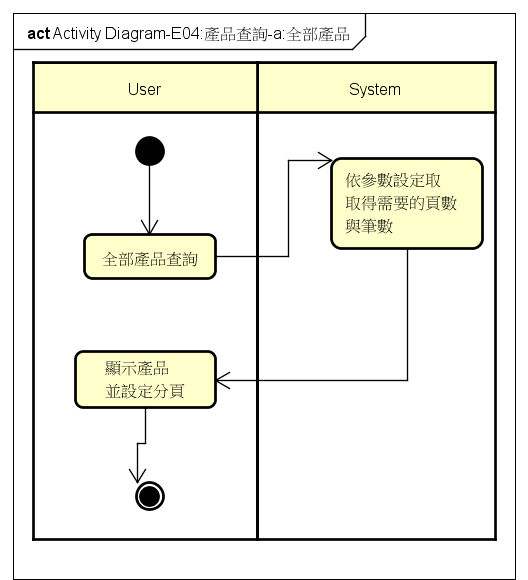 act Activity Diagram-E04:產品查詢-a:全部產品
User
System
依參數設定取
取得需要的頁數
與筆數
全部產品查詢
顯示產品
並設定分頁